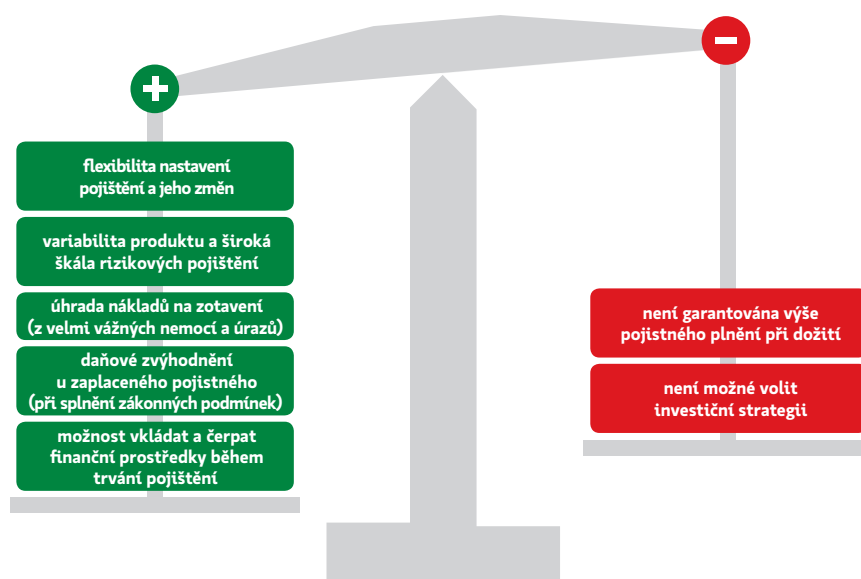 flexibilita nastavení
pojištění a jeho změn
variabilita produktu a široká
škála rizikových pojištění
úhrada nákladů na zotavení
(z velmi vážných nemocí a úrazů)
daňové zvýhodnění
u zaplaceného pojistného
(při splnění zákonných podmínek)
možnost vkládat a čerpat
finanční prostředky během
trvání pojištění
není garantována výše
pojistného plnění při dožití
není možné volit
investiční strategii